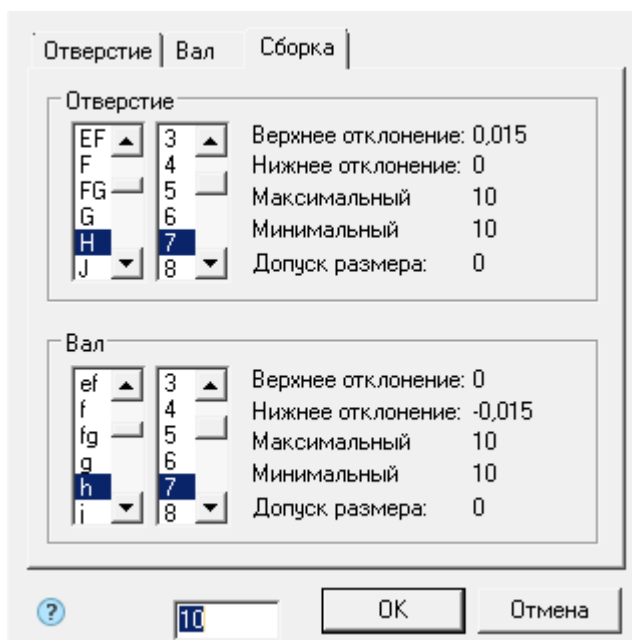 Отверстие Вал Сборка
Отверстие
EF 3 Верхнее отклонение: 0,015
F 4 Нижнее отклонение: 0
FG 5 Максимальный 10
G 6 Минимальный 10
H 7 Допуск размера: 0
J 8
Вал
ef 3 Верхнее отклонение: 0
f 4 Нижнее отклонение: -0,015
fg 5 Максимальный 10
g 6 Минимальный 10
h 7 Допуск размера: 0
i 8
? 10 OK Отмена